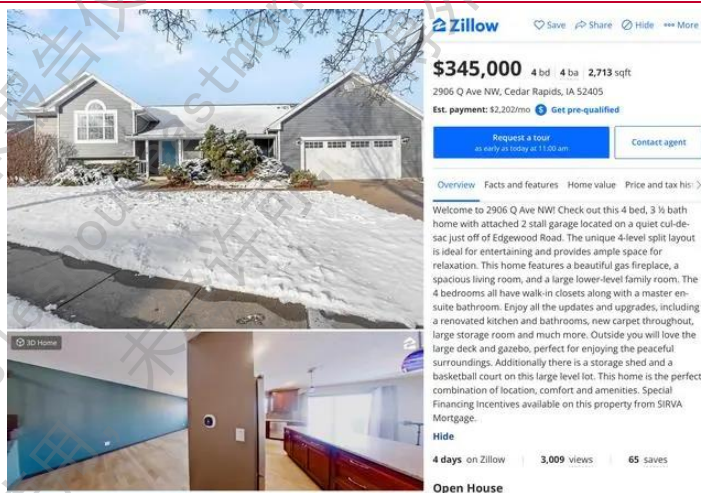 Zillow
Save Share Hide More
$345,000 4 bd 4 ba 2,713 sqft
2906 Q Ave NW, Cedar Rapids, IA 52405
Est. payment: $2,202/mo $ Get pre-qualified
Request a tour
as early as today at 11:00 am
Contact agent
Overview Facts and features Home value Price and tax his
Welcome to 2906 Q Ave NW! Check out this 4 bed, 3 ½ bath
home with attached 2 stall garage located on a quiet cul-de-
sac just off of Edgewood Road. The unique 4-level split layout
is ideal for entertaining and provides ample space for
relaxation. This home features a beautiful gas fireplace, a
spacious living room, and a large lower-level family room. The
4 bedrooms all have walk-in closets along with a master en-
suite bathroom. Enjoy all the updates and upgrades, including
a renovated kitchen and bathrooms, new carpet throughout,
large storage room and much more. Outside you will love the
large deck and gazebo, perfect for enjoying the peaceful
surroundings. Additionally there is a storage shed and a
basketball court on this large level lot. This home is the perfect
combination of location, comfort and amenities. Special
Financing Incentives available on this property from SIRVA
Mortgage.
Hide
4 days on Zillow 3,009 views 65 saves
Open House
3D Home